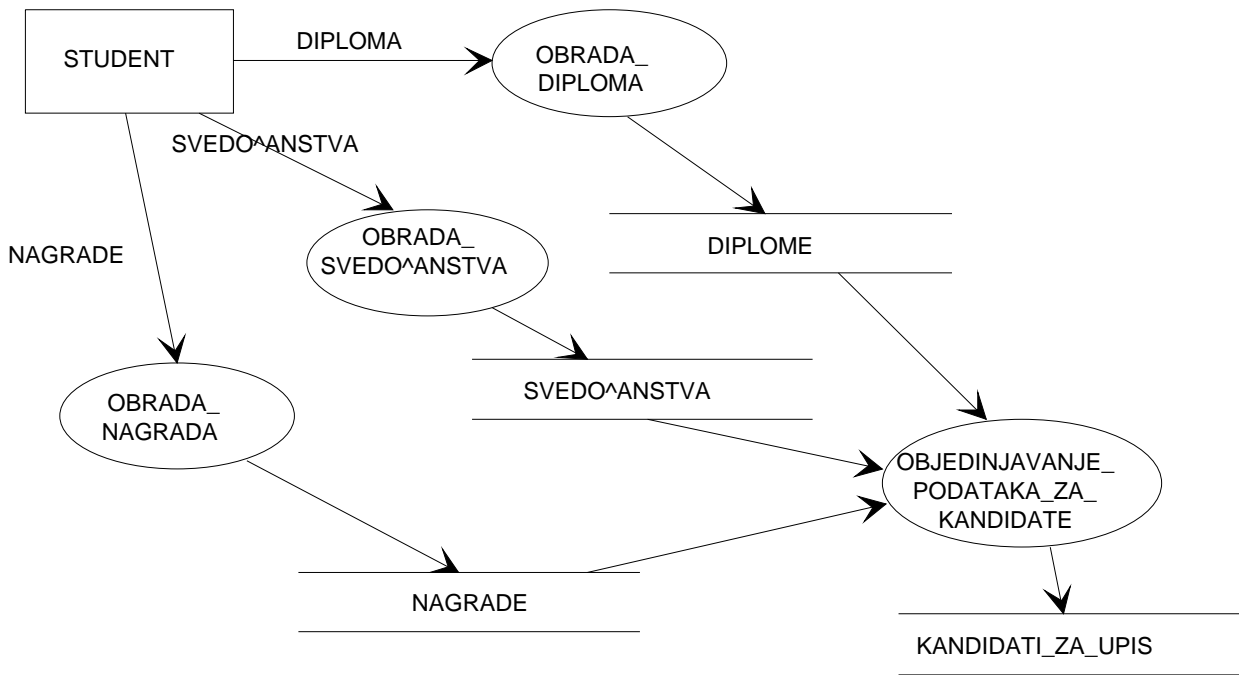 STUDENT
DIPLOMA
OBRADA_
DIPLOMA
SVEDO^ANSTVA
NAGRADE
OBRADA_
SVEDO^ANSTVA
DIPLOME
OBRADA_
NAGRADA
SVEDO^ANSTVA
OBJEDINJAVANJE_
PODATAKA_ZA_
KANDIDATE
NAGRADE
KANDIDATI_ZA_UPIS